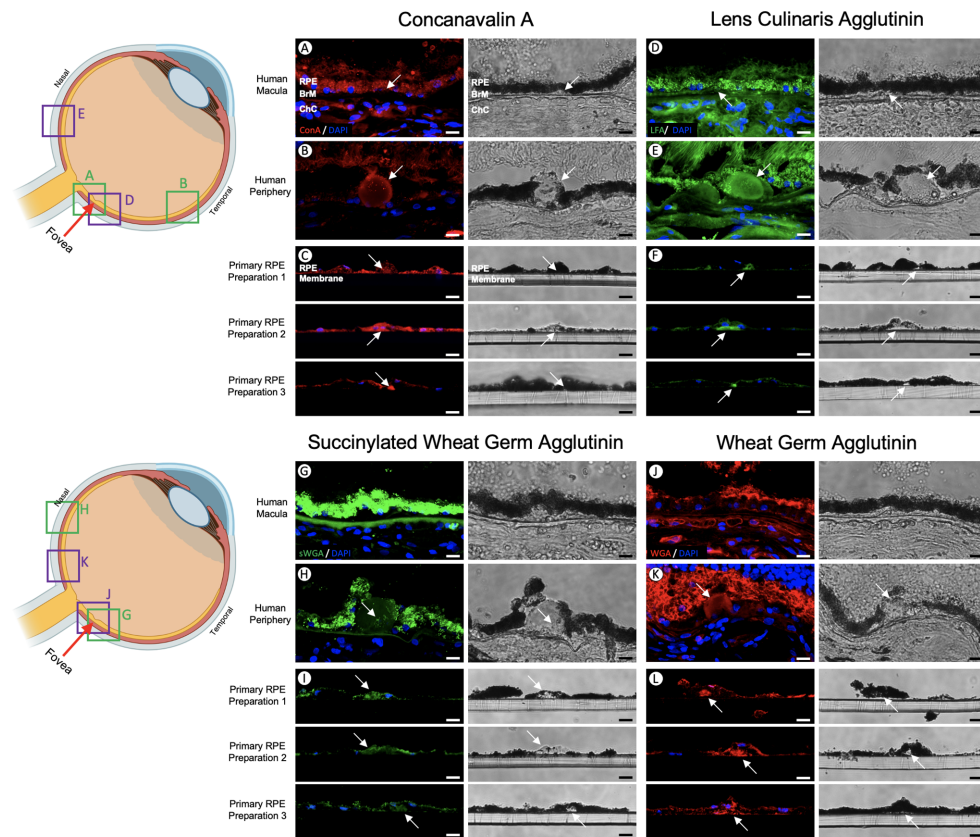 Concanavalin A
Lens Culinaris Agglutinin
Nasal
E
A
D
B
Temporal
Fovea
Human
Macula
A
RPE
BrM
ChC
ConA / DAPI
RPE
BrM
ChC
D
LFA / DAPI
Human
Periphery
B
E
Primary RPE
Preparation 1
C
RPE
Membrane
RPE
Membrane
F
Primary RPE
Preparation 2
Primary RPE
Preparation 3
Succinylated Wheat Germ Agglutinin
Wheat Germ Agglutinin
Nasal
H
K
J
G
Temporal
Fovea
Human
Macula
G
sWGA / DAPI
J
WGA / DAPI
Human
Periphery
H
K
Primary RPE
Preparation 1
I
L
Primary RPE
Preparation 2
Primary RPE
Preparation 3